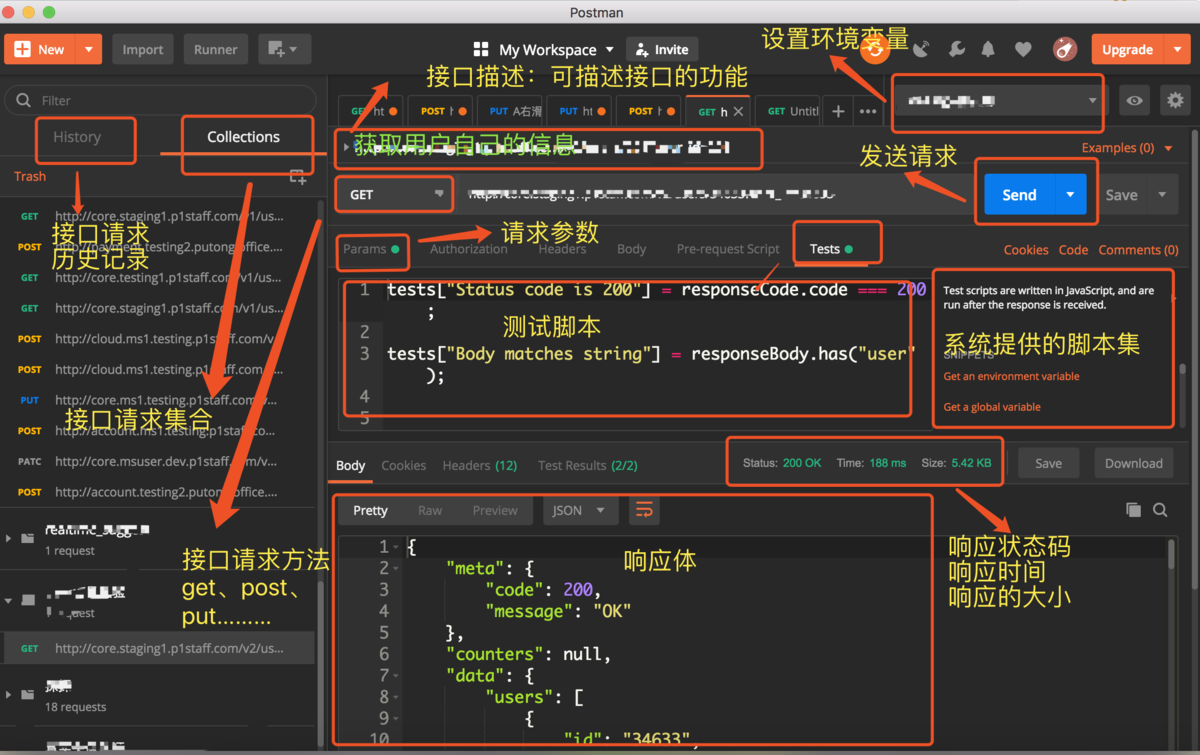 Postman
New
Import
Runner
My Workspace
Invite
设置环境变量
Upgrade
接口描述：可描述接口的功能
Filter
GET ht
POST h
PUT A右滑
PUT ht
POST h
GET h
GET Untitl
History
Collections
获取用户自己的信息
发送请求
Examples (0)
Trash
GET
Send
Save
GET http://core.staging1.p1staff.com/v1/us...
接口请求
历史记录
POST http://payment.testing2.putong
office....
GET http://core.testing1.p1staff.com/v1/us...
GET http://core.staging1.p1staff.com/v1/us...
POST http://cloud.ms1.testing.p1staff.com/v
POST http://cloud.ms1.testing.p1staff.com/
PUT http://core.ms1.testing.p1staff.com/v...
接口请求集合
POST http://account.ms1.testing.p1staf
.co...
PATC http://core.msuser.dev.p1staff.
m/v...
POST http://account.testing2.putong
office....
1 request
接口请求方法
get、post、
put………
GET http://core.staging1.p1staff.com/v2/us...
18 requests
Params
请求参数
Authorization
Headers
Body
Pre-request Script
Tests
Cookies Code Comments (0)
1 tests["Status code is 200"] = responseCode.code === 200
;
2
测试脚本
3 tests["Body matches string"] = responseBody.has("user"
);
4
5
Test scripts are written in JavaScript, and are
run after the response is received.
系统提供的脚本集
SNIPPETS
Get an environment variable
Get a global variable
Body Cookies Headers (12) Test Results (2/2)
Status: 200 OK Time: 188 ms Size: 5.42 KB
Save
Download
Pretty Raw Preview JSON
响应体
响应状态码
响应时间
响应的大小
1 {
2 "meta": {
3 "code": 200,
4 "message": "OK"
5 },
6 "counters": null,
7 "data": {
8 "users": [
9 {
10 "id": "34633",